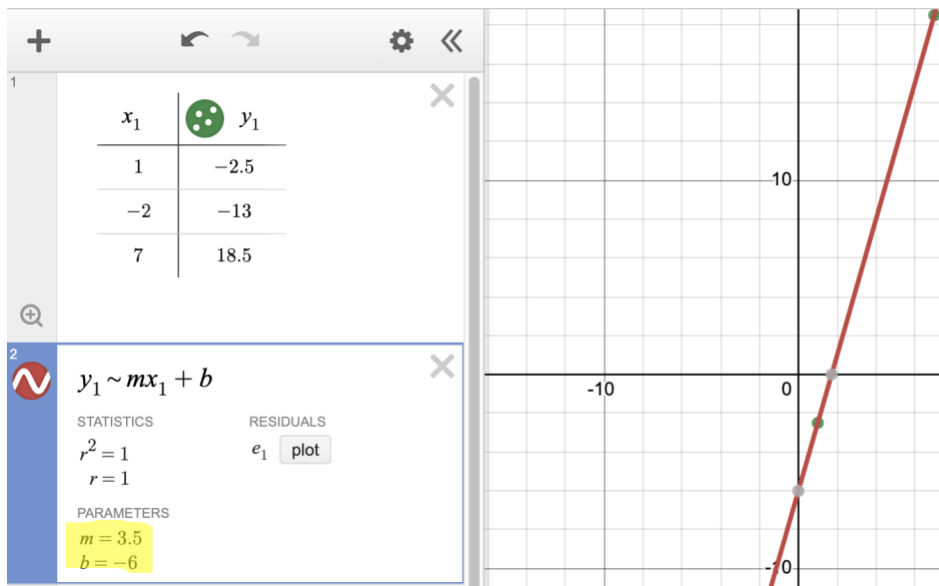 1
x₁ y₁
1 −2.5
−2 −13
7 18.5
2
y₁ ~ mx₁ + b
STATISTICS RESIDUALS
r² = 1 e₁ plot
r = 1
PARAMETERS
m = 3.5
b = −6
10
-10 0
-10